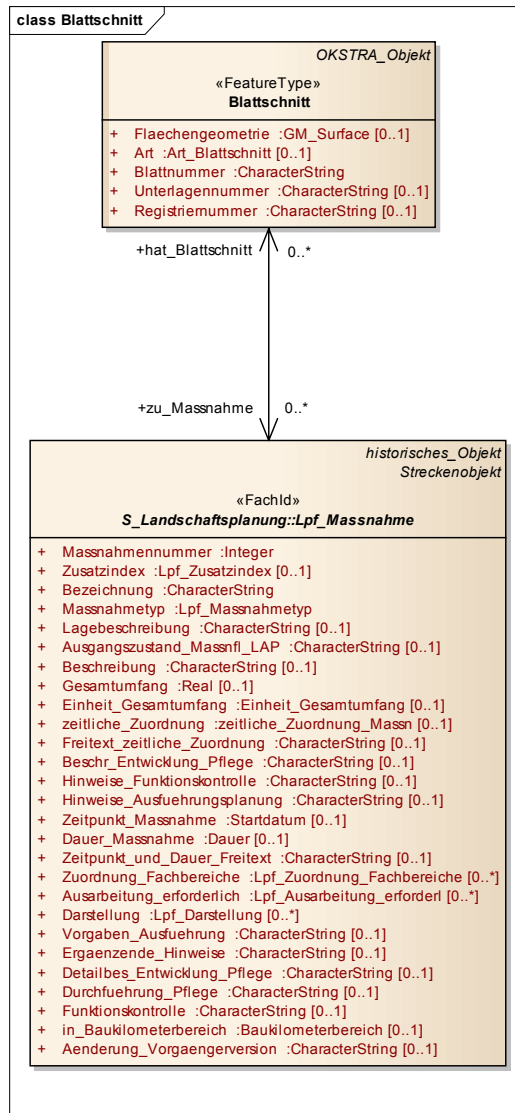 class Blattschnitt
OKSTRA_Objekt
«FeatureType»
Blattschnitt
+ Flaechengeometrie :GM_Surface [0..1]
+ Art :Art_Blattschnitt [0..1]
+ Blattnummer :CharacterString
+ Unterlagennummer :CharacterString [0..1]
+ Registriernummer :CharacterString [0..1]
+hat_Blattschnitt 0..*
+zu_Massnahme 0..*
historisches_Objekt
Streckenobjekt
«FachId»
S_Landschaftsplanung::Lpf_Massnahme
+ Massnahmennummer :Integer
+ Zusatzindex :Lpf_Zusatzindex [0..1]
+ Bezeichnung :CharacterString
+ Massnahmetyp :Lpf_Massnahmetyp
+ Lagebeschreibung :CharacterString [0..1]
+ Ausgangszustand_Massnfl_LAP :CharacterString [0..1]
+ Beschreibung :CharacterString [0..1]
+ Gesamtumfang :Real [0..1]
+ Einheit_Gesamtumfang :Einheit_Gesamtumfang [0..1]
+ zeitliche_Zuordnung :zeitliche_Zuordnung_Massn [0..1]
+ Freitext_zeitliche_Zuordnung :CharacterString [0..1]
+ Beschr_Entwicklung_Pflege :CharacterString [0..1]
+ Hinweise_Funktionskontrolle :CharacterString [0..1]
+ Hinweise_Ausfuehrungsplanung :CharacterString [0..1]
+ Zeitpunkt_Massnahme :Startdatum [0..1]
+ Dauer_Massnahme :Dauer [0..1]
+ Zeitpunkt_und_Dauer_Freitext :CharacterString [0..1]
+ Zuordnung_Fachbereiche :Lpf_Zuordnung_Fachbereiche [0..*]
+ Ausarbeitung_erforderlich :Lpf_Ausarbeitung_erforderl [0..*]
+ Darstellung :Lpf_Darstellung [0..*]
+ Vorgaben_Ausfuehrung :CharacterString [0..1]
+ Ergaenzende_Hinweise :CharacterString [0..1]
+ Detailbes_Entwicklung_Pflege :CharacterString [0..1]
+ Durchfuehrung_Pflege :CharacterString [0..1]
+ Funktionskontrolle :CharacterString [0..1]
+ in_Baukilometerbereich :Baukilometerbereich [0..1]
+ Aenderung_Vorgaengerversion :CharacterString [0..1]